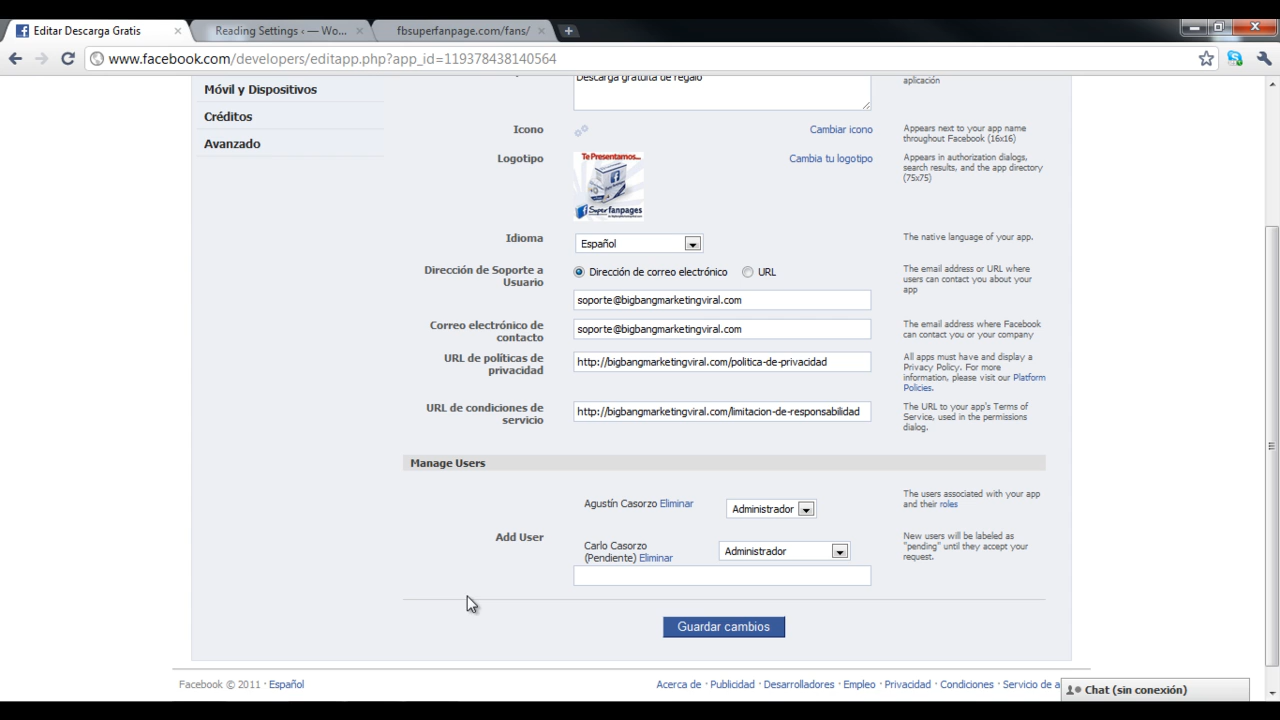 Editar Descarga Gratis
Reading Settings ‹ — Wo...
fbsuperfanpage.com/fans/
www.facebook.com/developers/editapp.php?app_id=119378438140564
Móvil y Dispositivos
Créditos
Avanzado
Descarga gratuita de regalo
aplicación
Icono
Cambiar icono
Appears next to your app name
throughout Facebook (16x16)
Logotipo
Te Presentamos...
Superfanpages
Cambia tu logotipo
Appears in authorization dialogs,
search results, and the app directory
(75x75)
Idioma
Español
The native language of your app.
Dirección de Soporte a
Usuario
Dirección de correo electrónico
URL
soporte@bigbangmarketingviral.com
The email address or URL where
users can contact you about your
app
Correo electrónico de
contacto
soporte@bigbangmarketingviral.com
The email address where Facebook
can contact you or your company
URL de políticas de
privacidad
http://bigbangmarketingviral.com/politica-de-privacidad
All apps must have and display a
Privacy Policy. For more
information, please visit our Platform
Policies.
URL de condiciones de
servicio
http://bigbangmarketingviral.com/limitacion-de-responsabilidad
The URL to your app's Terms of
Service, used in the permissions
dialog.
Manage Users
Agustín Casorzo Eliminar
Administrador
The users associated with your app
and their roles
Add User
Carlo Casorzo
(Pendiente) Eliminar
Administrador
New users will be labeled as
"pending" until they accept your
request.
Guardar cambios
Facebook © 2011 · Español
Acerca de · Publicidad · Desarrolladores · Empleo · Privacidad · Condiciones · Servicio de a
Chat (sin conexión)